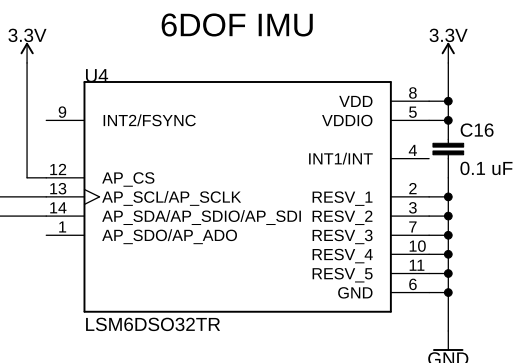 6DOF IMU
3.3V
3.3V
U4
9 INT2/FSYNC
12 AP_CS
13 AP_SCL/AP_SCLK
14 AP_SDA/AP_SDIO/AP_SDI
1 AP_SDO/AP_ADO
VDD 8
VDDIO 5
INT1/INT 4
RESV_1 2
RESV_2 3
RESV_3 7
RESV_4 10
RESV_5 11
GND 6
C16
0.1 uF
LSM6DSO32TR
GND